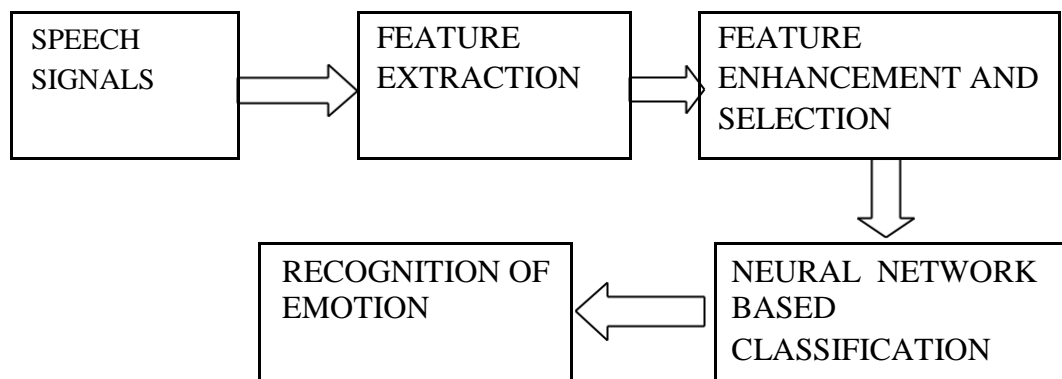 SPEECH
SIGNALS
FEATURE
EXTRACTION
FEATURE
ENHANCEMENT AND
SELECTION
NEURAL NETWORK
BASED
CLASSIFICATION
RECOGNITION OF
EMOTION